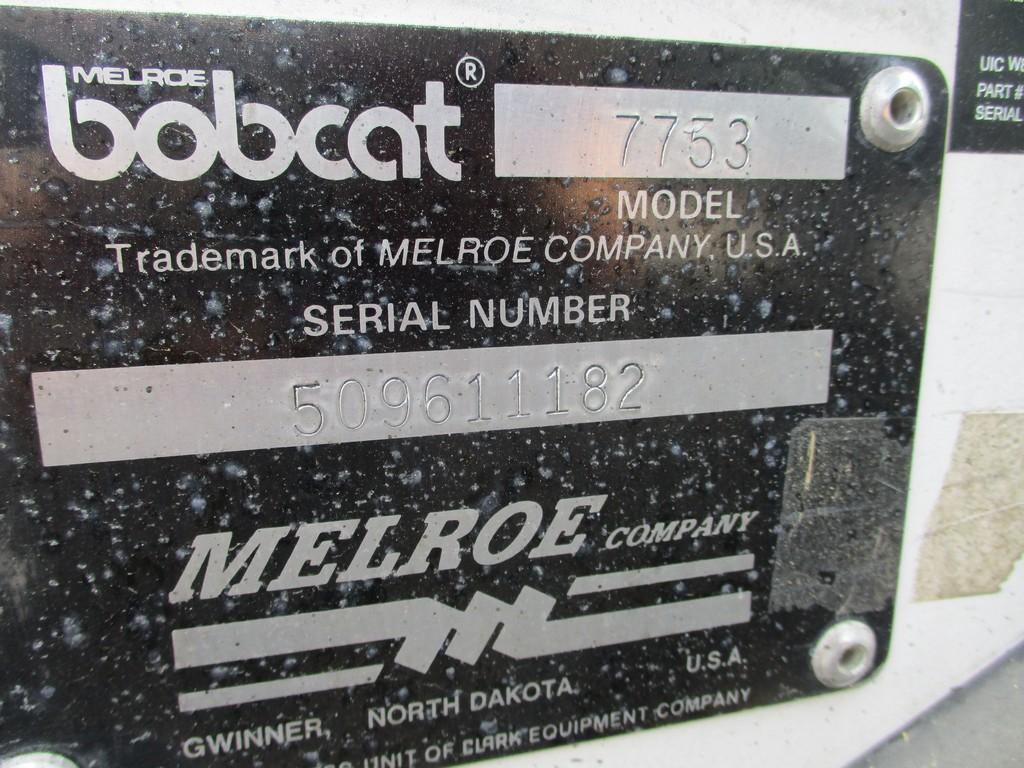 MELROE
bobcat® 7753
MODEL
Trademark of MELROE COMPANY, U.S.A.
SERIAL NUMBER
509611182
MELROE COMPANY
GWINNER, NORTH DAKOTA U.S.A.
UNIT OF CLARK EQUIPMENT COMPANY
UIC
PART #
SERIAL